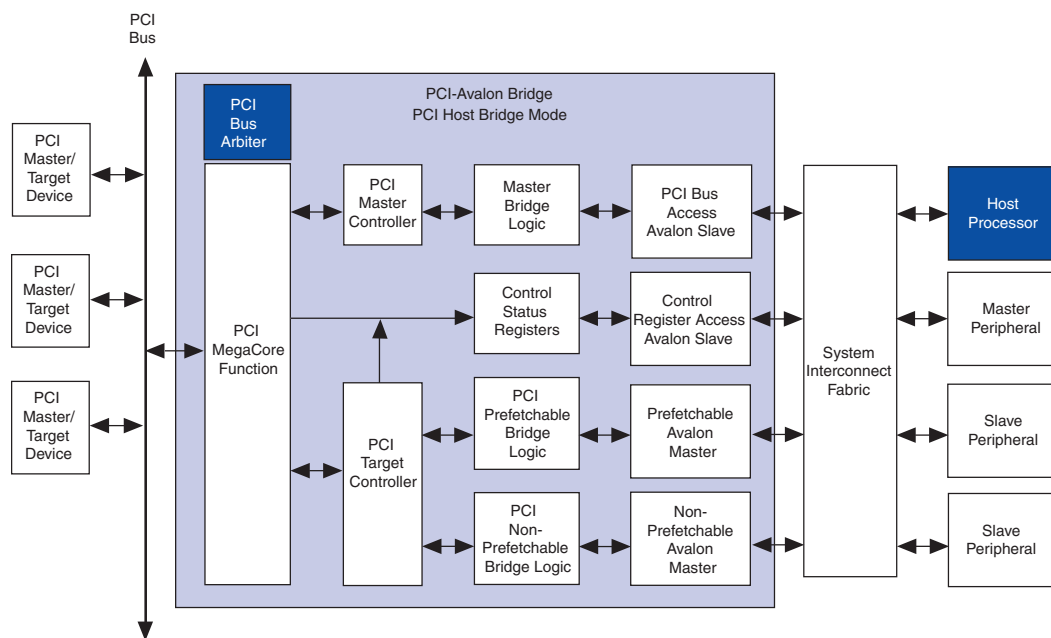 PCI
Bus
PCI-Avalon Bridge
PCI Host Bridge Mode
PCI
Bus
Arbiter
PCI
Master/
Target
Device
PCI
Master/
Target
Device
PCI
Master/
Target
Device
PCI
MegaCore
Function
PCI
Master
Controller
Master
Bridge
Logic
PCI Bus
Access
Avalon Slave
Control
Status
Registers
Control
Register Access
Avalon Slave
PCI
Target
Controller
PCI
Prefetchable
Bridge
Logic
Prefetchable
Avalon
Master
PCI
Non-
Prefetchable
Bridge Logic
Non-
Prefetchable
Avalon
Master
System
Interconnect
Fabric
Host
Processor
Master
Peripheral
Slave
Peripheral
Slave
Peripheral